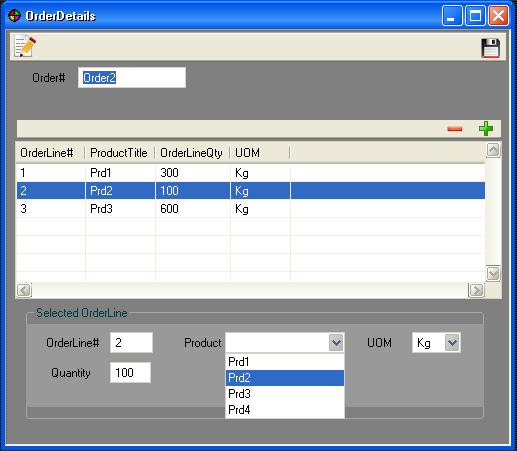 OrderDetails
Order# Order2
OrderLine# ProductTitle OrderLineQty UOM
1 Prd1 300 Kg
2 Prd2 100 Kg
3 Prd3 600 Kg
Selected OrderLine
OrderLine# 2 Product UOM Kg
Quantity 100
Prd1
Prd2
Prd3
Prd4